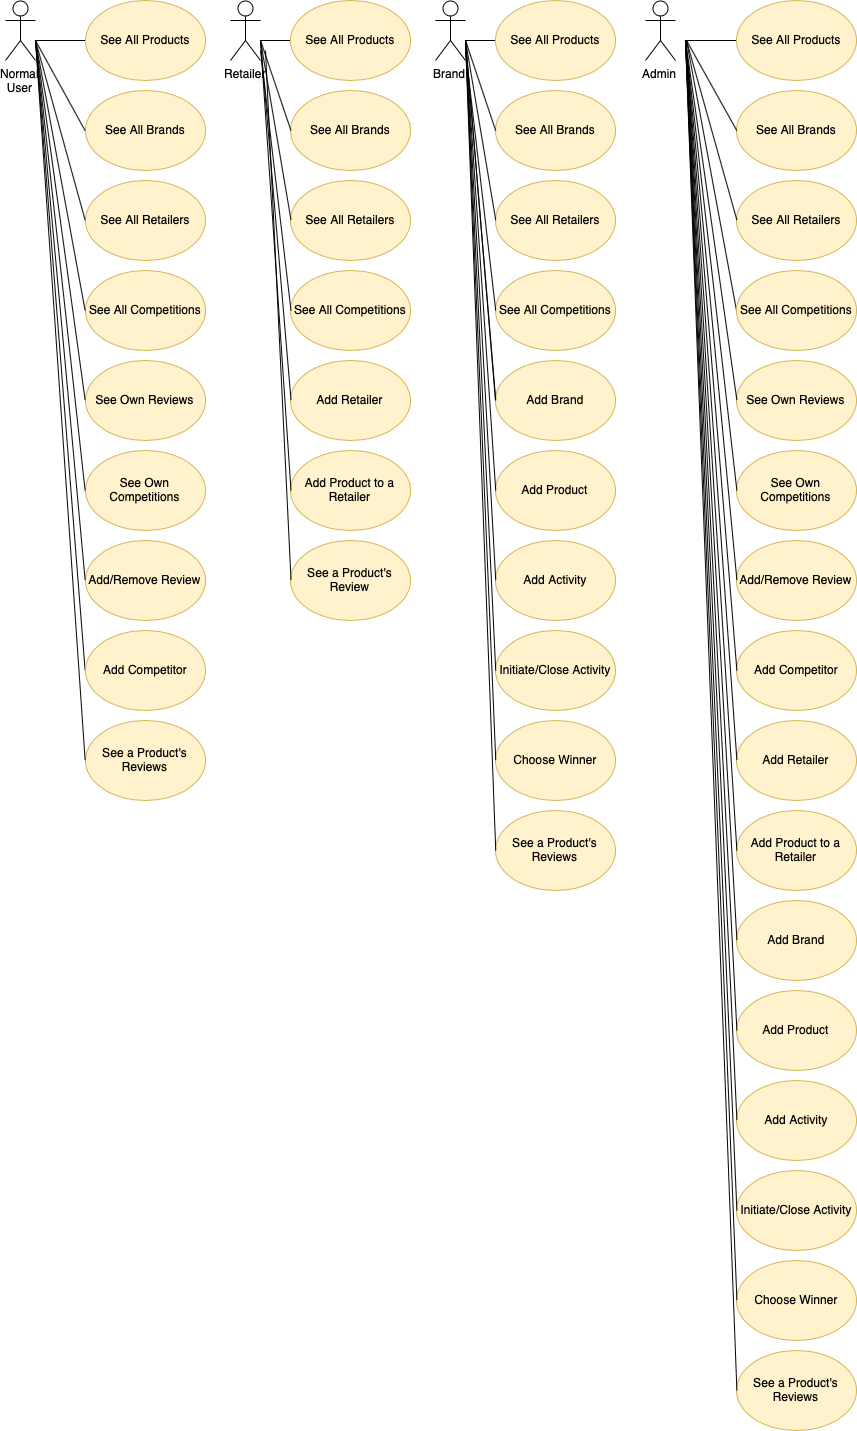 Normal
User
See All Products
See All Brands
See All Retailers
See All Competitions
See Own Reviews
See Own
Competitions
Add/Remove Review
Add Competitor
See a Product's
Reviews
Retailer
See All Products
See All Brands
See All Retailers
See All Competitions
Add Retailer
Add Product to a
Retailer
See a Product's
Review
Brand
See All Products
See All Brands
See All Retailers
See All Competitions
Add Brand
Add Product
Add Activity
Initiate/Close Activity
Choose Winner
See a Product's
Reviews
Admin
See All Products
See All Brands
See All Retailers
See All Competitions
See Own Reviews
See Own
Competitions
Add/Remove Review
Add Competitor
Add Retailer
Add Product to a
Retailer
Add Brand
Add Product
Add Activity
Initiate/Close Activity
Choose Winner
See a Product's
Reviews